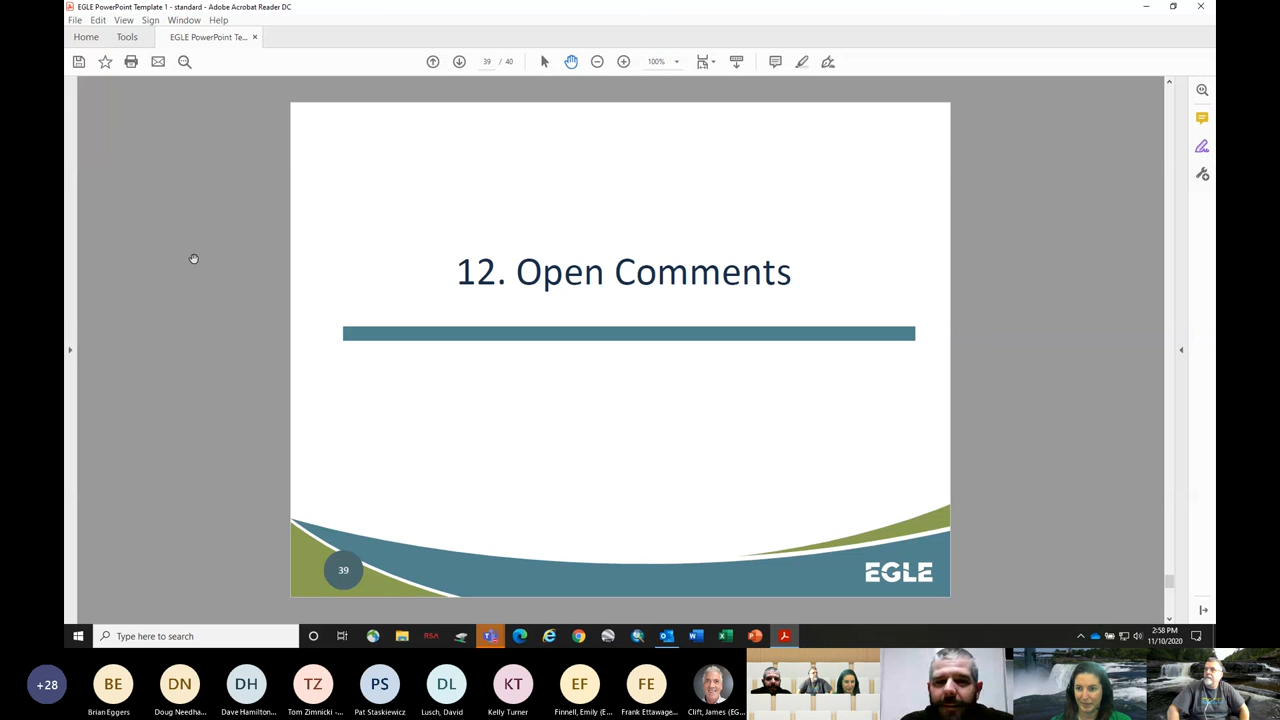 EGLE PowerPoint Template 1 - standard - Adobe Acrobat Reader DC
File Edit View Sign Window Help
Home Tools EGLE PowerPoint Te... ×
39 / 40 100%
12. Open Comments
39
EGLE
Type here to search
RSA
2:58 PM
11/10/2020
+28 BE DN DH TZ PS DL KT EF FE
Brian Eggers Doug Needha... Dave Hamilton... Tom Zimnicki -... Pat Staskiewicz Lusch, David Kelly Turner Finnell, Emily (E... Frank Ettawage... Clift, James (EG...